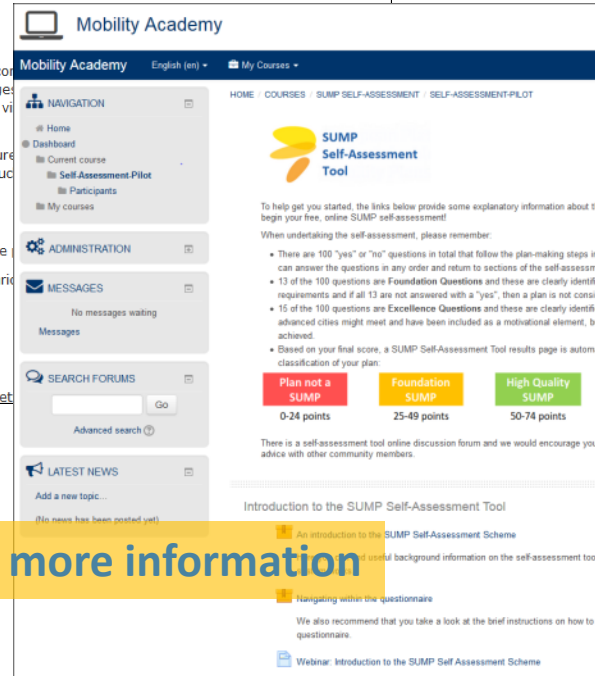 Mobility Academy
Mobility Academy English (en) My Courses
NAVIGATION
Home
Dashboard
Current course
Self-Assessment-Pilot
Participants
My courses
ADMINISTRATION
MESSAGES
No messages waiting
Messages
SEARCH FORUMS
Go
Advanced search
LATEST NEWS
Add a new topic...
(No news has been posted yet)
more information
HOME / COURSES / SUMP SELF-ASSESSMENT / SELF-ASSESSMENT-PILOT
SUMP
Self-Assessment
Tool
To help get you started, the links below provide some explanatory information about
begin your free, online SUMP self-assessment!
When undertaking the self-assessment, please remember:
There are 100 "yes" or "no" questions in total that follow the plan-making steps
can answer the questions in any order and return to sections of the
13 of the 100 questions are Foundation Questions and these are clearly
requirements and if all 13 are not answered with a "yes", then a plan is not
15 of the 100 questions are Excellence Questions and these are clearly
advanced cities might meet and have been included as a motivational element,
achieved.
Based on your final score, a SUMP Self-Assessment Tool results page is
classification of your plan:
Plan not a
SUMP
Foundation
SUMP
High Quality
SUMP
0-24 points 25-49 points 50-74 points
There is a self-assessment tool online discussion forum and we would encourage you
advice with other community members.
Introduction to the SUMP Self-Assessment Tool
An introduction to the SUMP Self-Assessment Scheme
useful background information on the self-assessment
Navigating within the questionnaire
We also recommend that you take a look at the brief instructions on how to
questionnaire.
Webinar: Introduction to the SUMP Self Assessment Scheme